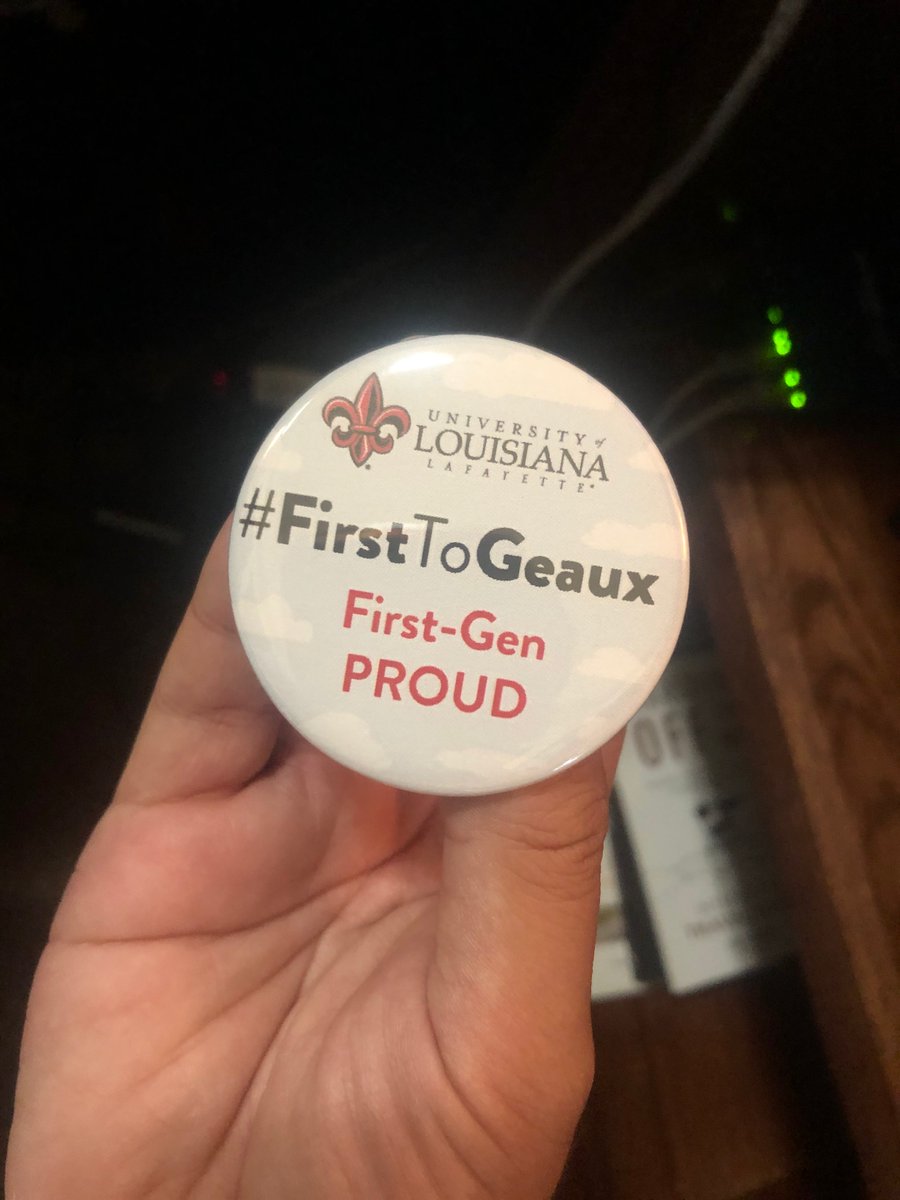 UNIVERSITY of
LOUISIANA
LAFAYETTE
#FirstToGeaux
First-Gen
PROUD